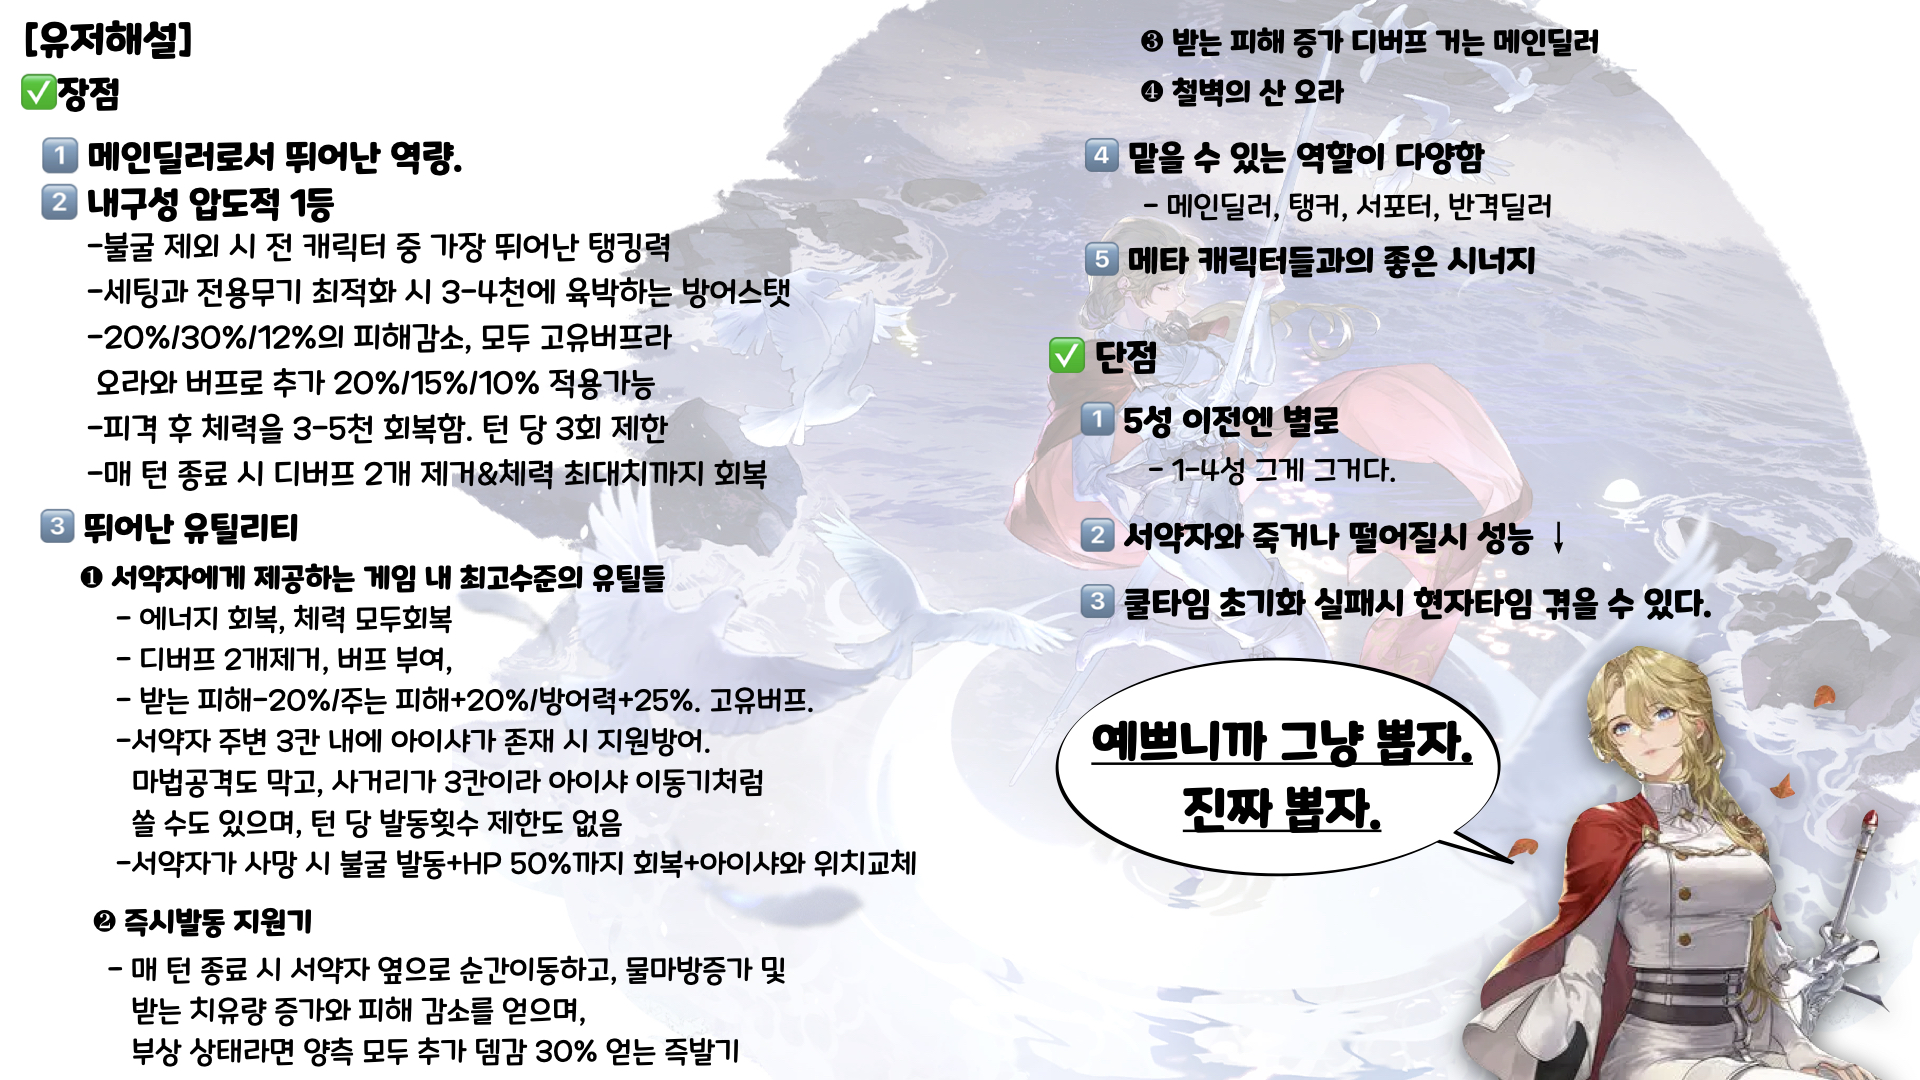 [유저해설]
✅장점
1 메인딜러로서 뛰어난 역량.
2 내구성 압도적 1등
-불굴 제외 시 전 캐릭터 중 가장 뛰어난 탱킹력
-세팅과 전용무기 최적화 시 3-4천에 육박하는 방어스탯
-20%/30%/12%의 피해감소, 모두 고유버프라
오라와 버프로 추가 20%/15%/10% 적용가능
-피격 후 체력을 3-5천 회복함. 턴 당 3회 제한
-매 턴 종료 시 디버프 2개 제거&체력 최대치까지 회복
3 뛰어난 유틸리티
❶ 서약자에게 제공하는 게임 내 최고수준의 유틸들
- 에너지 회복, 체력 모두회복
- 디버프 2개제거, 버프 부여,
- 받는 피해-20%/주는 피해+20%/방어력+25%. 고유버프.
-서약자 주변 3칸 내에 아이샤가 존재 시 지원방어.
마법공격도 막고, 사거리가 3칸이라 아이샤 이동기처럼
쓸 수도 있으며, 턴 당 발동횟수 제한도 없음
-서약자가 사망 시 불굴 발동+HP 50%까지 회복+아이샤와 위치교체
❷ 즉시발동 지원기
- 매 턴 종료 시 서약자 옆으로 순간이동하고, 물마방증가 및
받는 치유량 증가와 피해 감소를 얻으며,
부상 상태라면 양측 모두 추가 뎀감 30% 얻는 즉발기
❸ 받는 피해 증가 디버프 거는 메인딜러
❹ 철벽의 산 오라
4 맡을 수 있는 역할이 다양함
- 메인딜러, 탱커, 서포터, 반격딜러
5 메타 캐릭터들과의 좋은 시너지
✅ 단점
1 5성 이전엔 별로
- 1-4성 그게 그거다.
2 서약자와 죽거나 떨어질시 성능 ↓
3 쿨타임 초기화 실패시 현자타임 겪을 수 있다.
예쁘니까 그냥 뽑자.
진짜 뽑자.